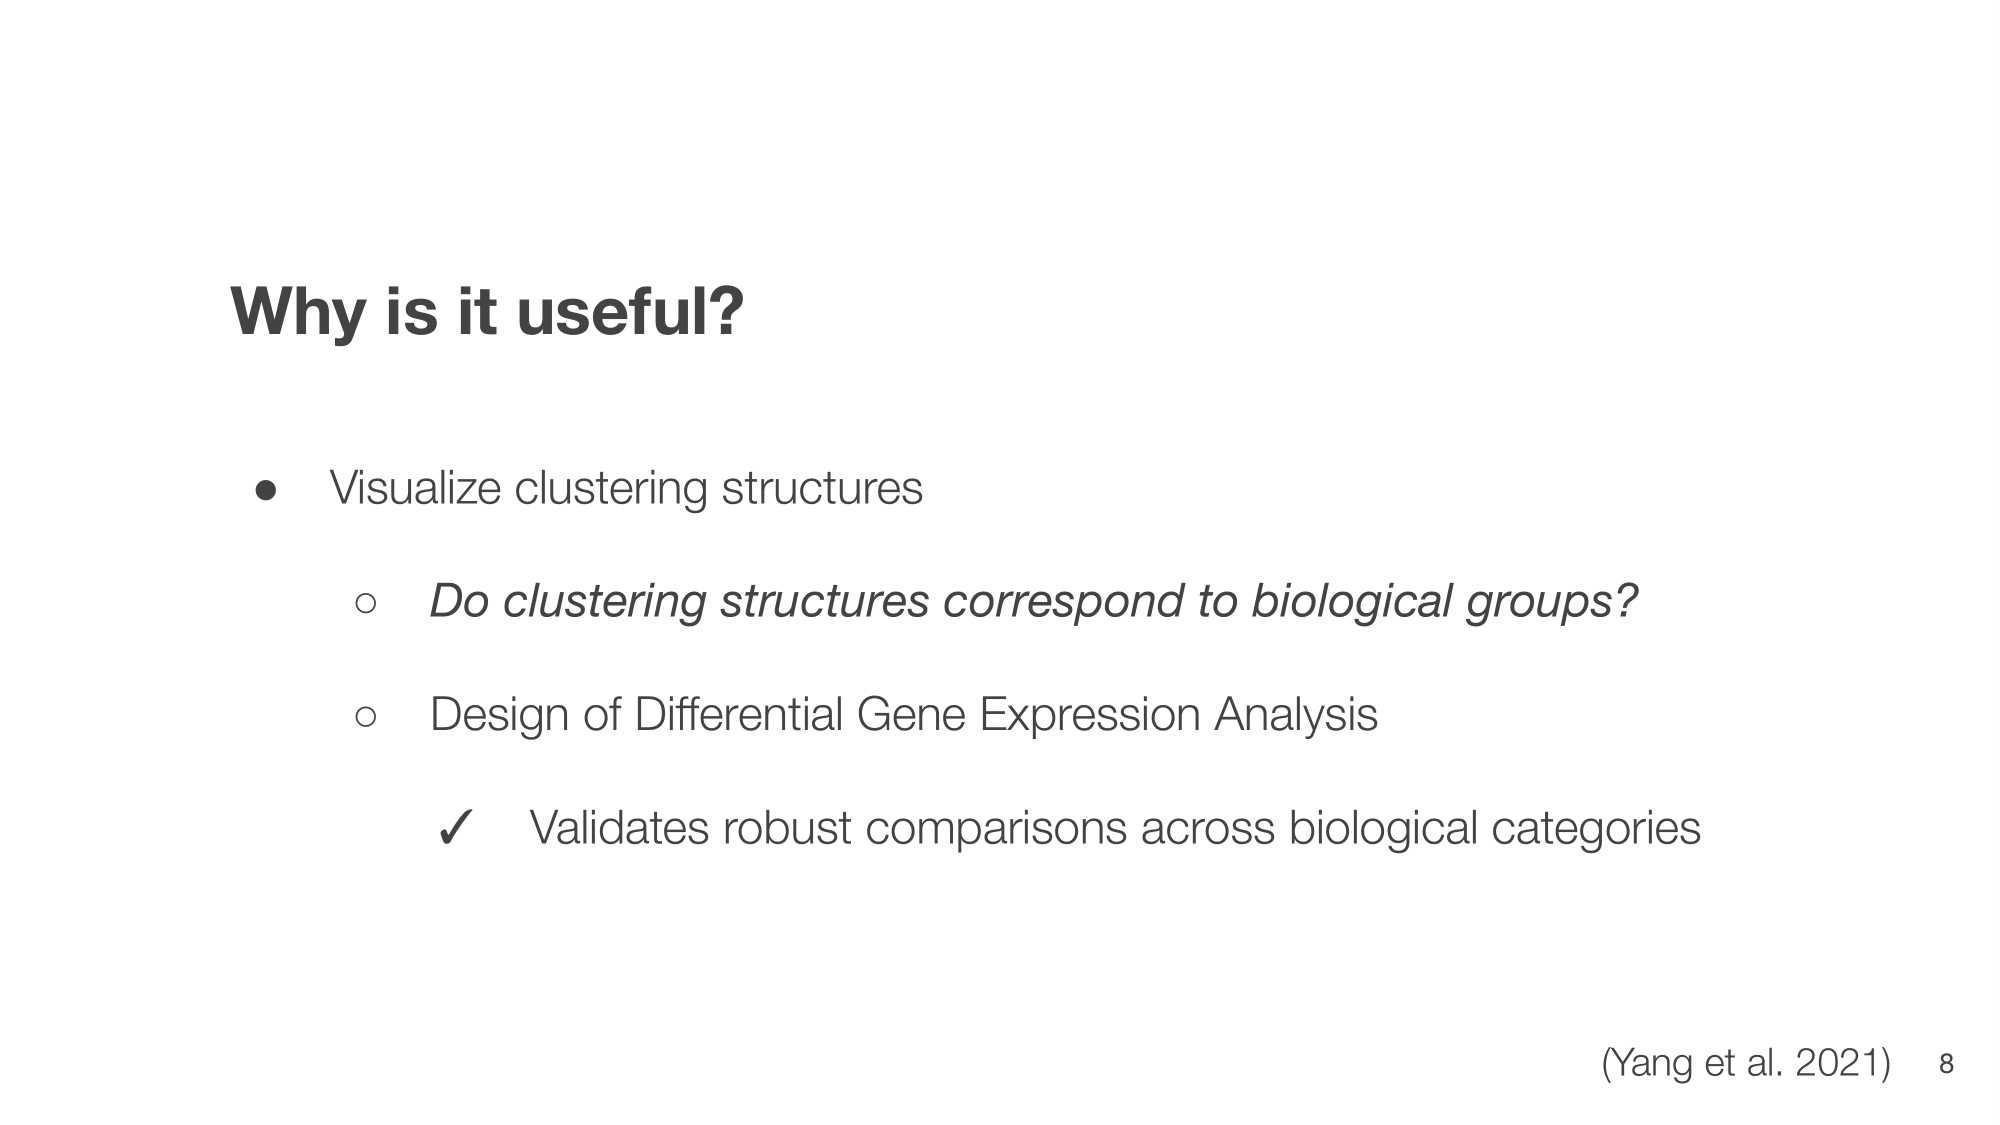 Why is it useful?
● Visualize clustering structures
○ Do clustering structures correspond to biological groups?
○ Design of Differential Gene Expression Analysis
✓ Validates robust comparisons across biological categories
(Yang et al. 2021) 8